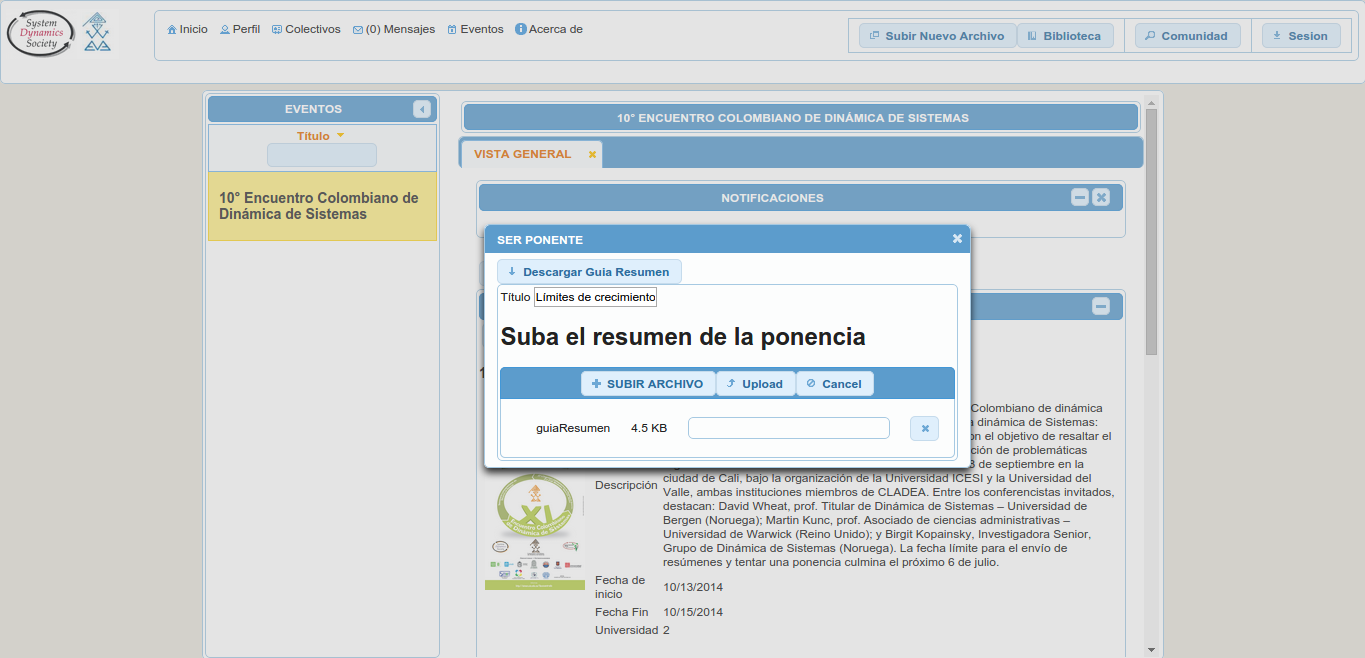 System
Dynamics
Society
Inicio
Perfil
Colectivos
(0) Mensajes
Eventos
Acerca de
Subir Nuevo Archivo
Biblioteca
Comunidad
Sesion
EVENTOS
Título
10° Encuentro Colombiano de
Dinámica de Sistemas
10° ENCUENTRO COLOMBIANO DE DINÁMICA DE SISTEMAS
VISTA GENERAL
NOTIFICACIONES
SER PONENTE
Descargar Guia Resumen
Título Límites de crecimiento
Suba el resumen de la ponencia
SUBIR ARCHIVO
Upload
Cancel
guiaResumen 4.5 KB
Colombiano de dinámica
dinámica de Sistemas:
el objetivo de resaltar el
ción de problemáticas
de septiembre en la
Descripción
ciudad de Cali, bajo la organización de la Universidad ICESI y la Universidad del
Valle, ambas instituciones miembros de CLADEA. Entre los conferencistas invitados,
destacan: David Wheat, prof. Titular de Dinámica de Sistemas – Universidad de
Bergen (Noruega); Martin Kunc, prof. Asociado de ciencias administrativas –
Universidad de Warwick (Reino Unido); y Birgit Kopainsky, Investigadora Senior,
Grupo de Dinámica de Sistemas (Noruega). La fecha límite para el envío de
resúmenes y tentar una ponencia culmina el próximo 6 de julio.
XI
Fecha de
inicio
10/13/2014
Fecha Fin 10/15/2014
Universidad 2